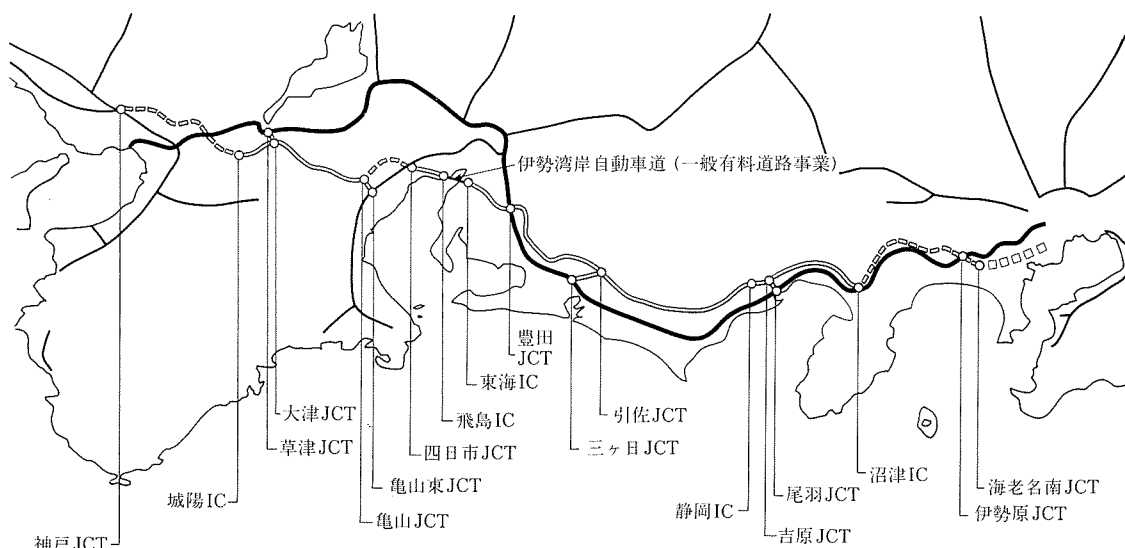 伊勢湾岸自動車道 (一般有料道路事業)
豊田
JCT
東海IC
大津JCT
飛島IC
引佐JCT
草津JCT
四日市JCT
三ヶ日JCT
沼津IC
亀山東JCT
尾羽JCT
海老名南JCT
城陽IC
静岡IC
伊勢原JCT
亀山JCT
吉原JCT
神戸JCT